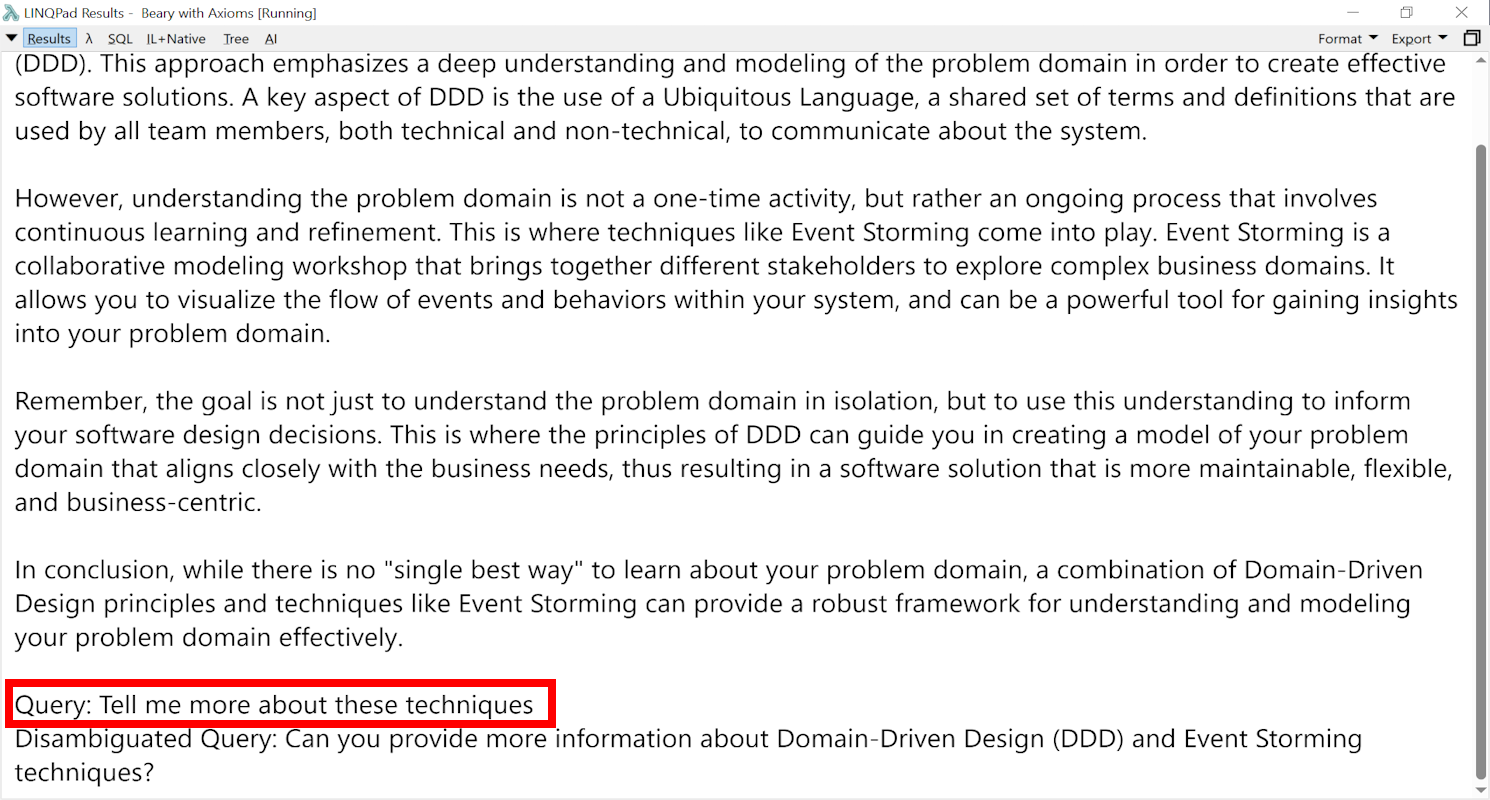 LINQPad Results - Beary with Axioms [Running]
Results λ SQL IL+Native Tree AI Format Export
(DDD). This approach emphasizes a deep understanding and modeling of the problem domain in order to create effective
software solutions. A key aspect of DDD is the use of a Ubiquitous Language, a shared set of terms and definitions that are
used by all team members, both technical and non-technical, to communicate about the system.
However, understanding the problem domain is not a one-time activity, but rather an ongoing process that involves
continuous learning and refinement. This is where techniques like Event Storming come into play. Event Storming is a
collaborative modeling workshop that brings together different stakeholders to explore complex business domains. It
allows you to visualize the flow of events and behaviors within your system, and can be a powerful tool for gaining insights
into your problem domain.
Remember, the goal is not just to understand the problem domain in isolation, but to use this understanding to inform
your software design decisions. This is where the principles of DDD can guide you in creating a model of your problem
domain that aligns closely with the business needs, thus resulting in a software solution that is more maintainable, flexible,
and business-centric.
In conclusion, while there is no "single best way" to learn about your problem domain, a combination of Domain-Driven
Design principles and techniques like Event Storming can provide a robust framework for understanding and modeling
your problem domain effectively.
Query: Tell me more about these techniques
Disambiguated Query: Can you provide more information about Domain-Driven Design (DDD) and Event Storming
techniques?